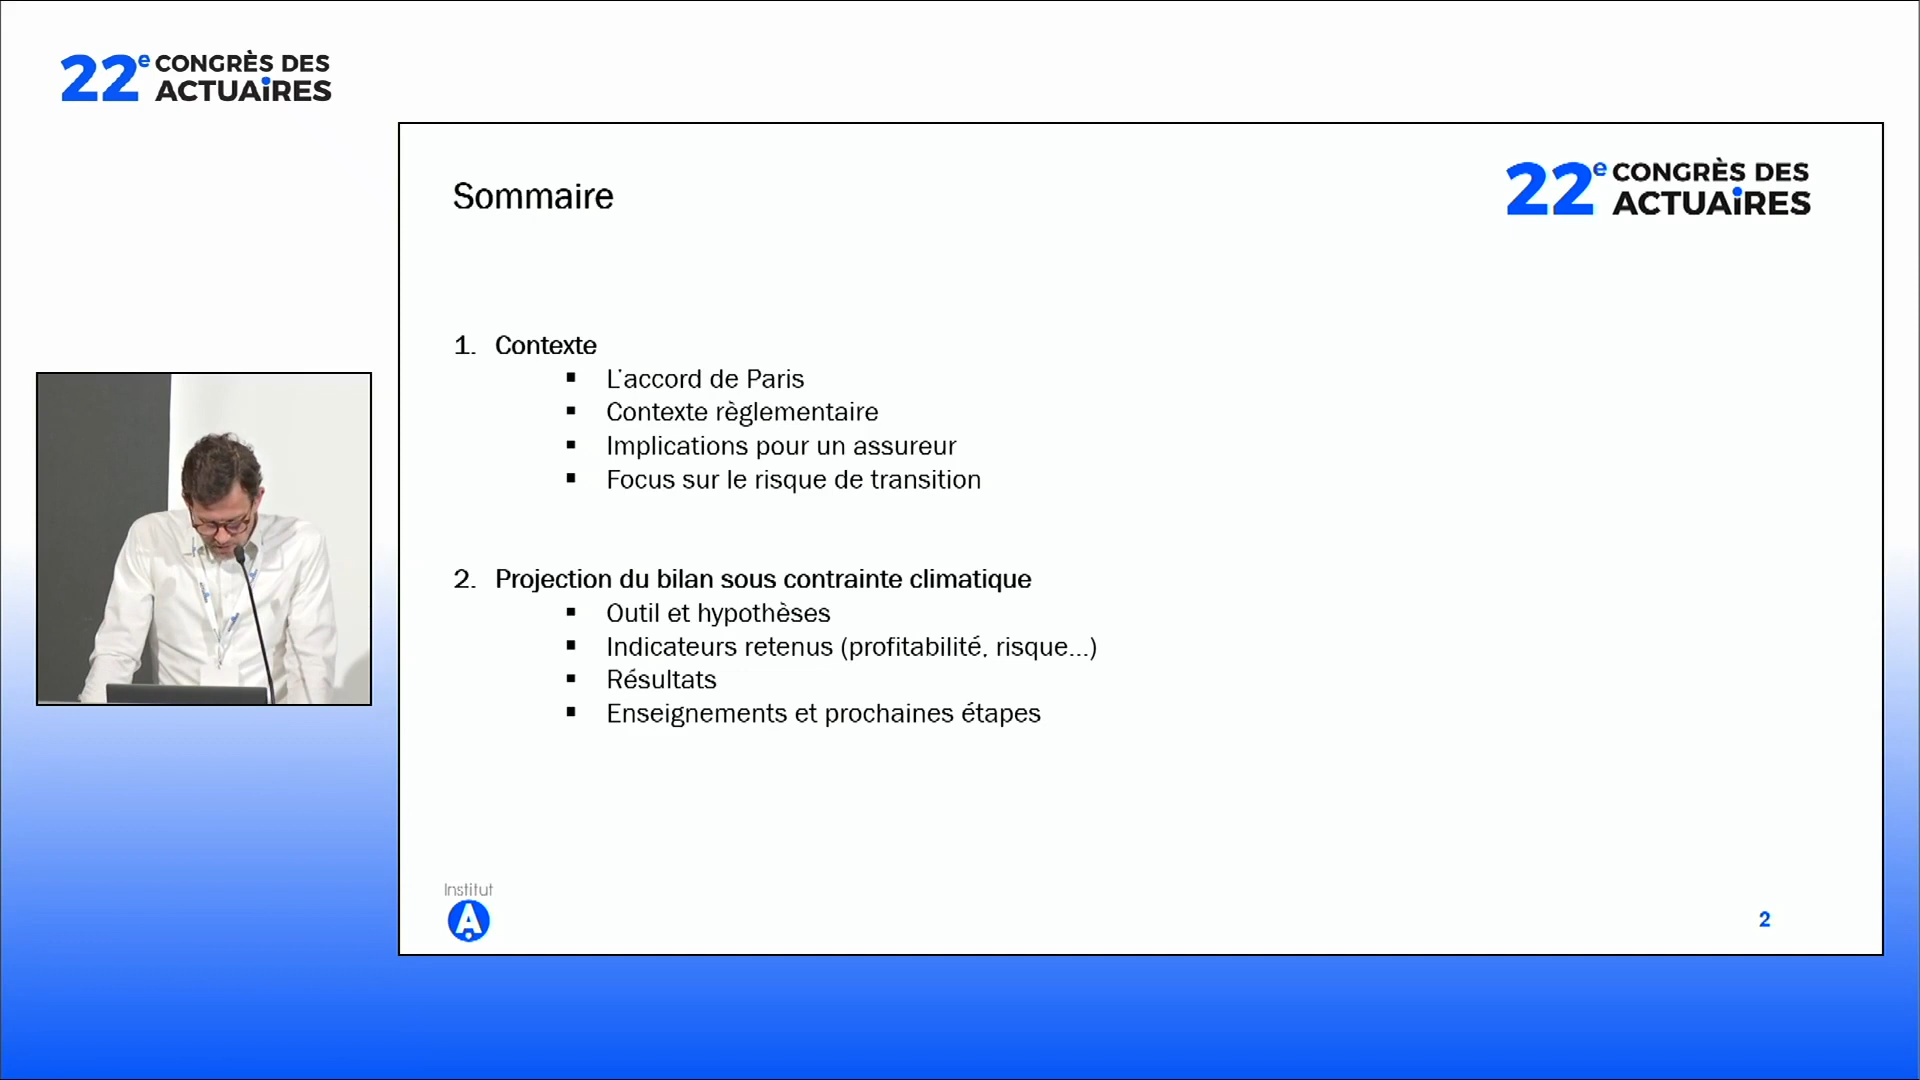 22e CONGRÈS DES
ACTUAiRES
22e CONGRÈS DES
ACTUAiRES
Sommaire
1. Contexte
▪ L'accord de Paris
▪ Contexte règlementaire
▪ Implications pour un assureur
▪ Focus sur le risque de transition
2. Projection du bilan sous contrainte climatique
▪ Outil et hypothèses
▪ Indicateurs retenus (profitabilité, risque...)
▪ Résultats
▪ Enseignements et prochaines étapes
Institut
A
2